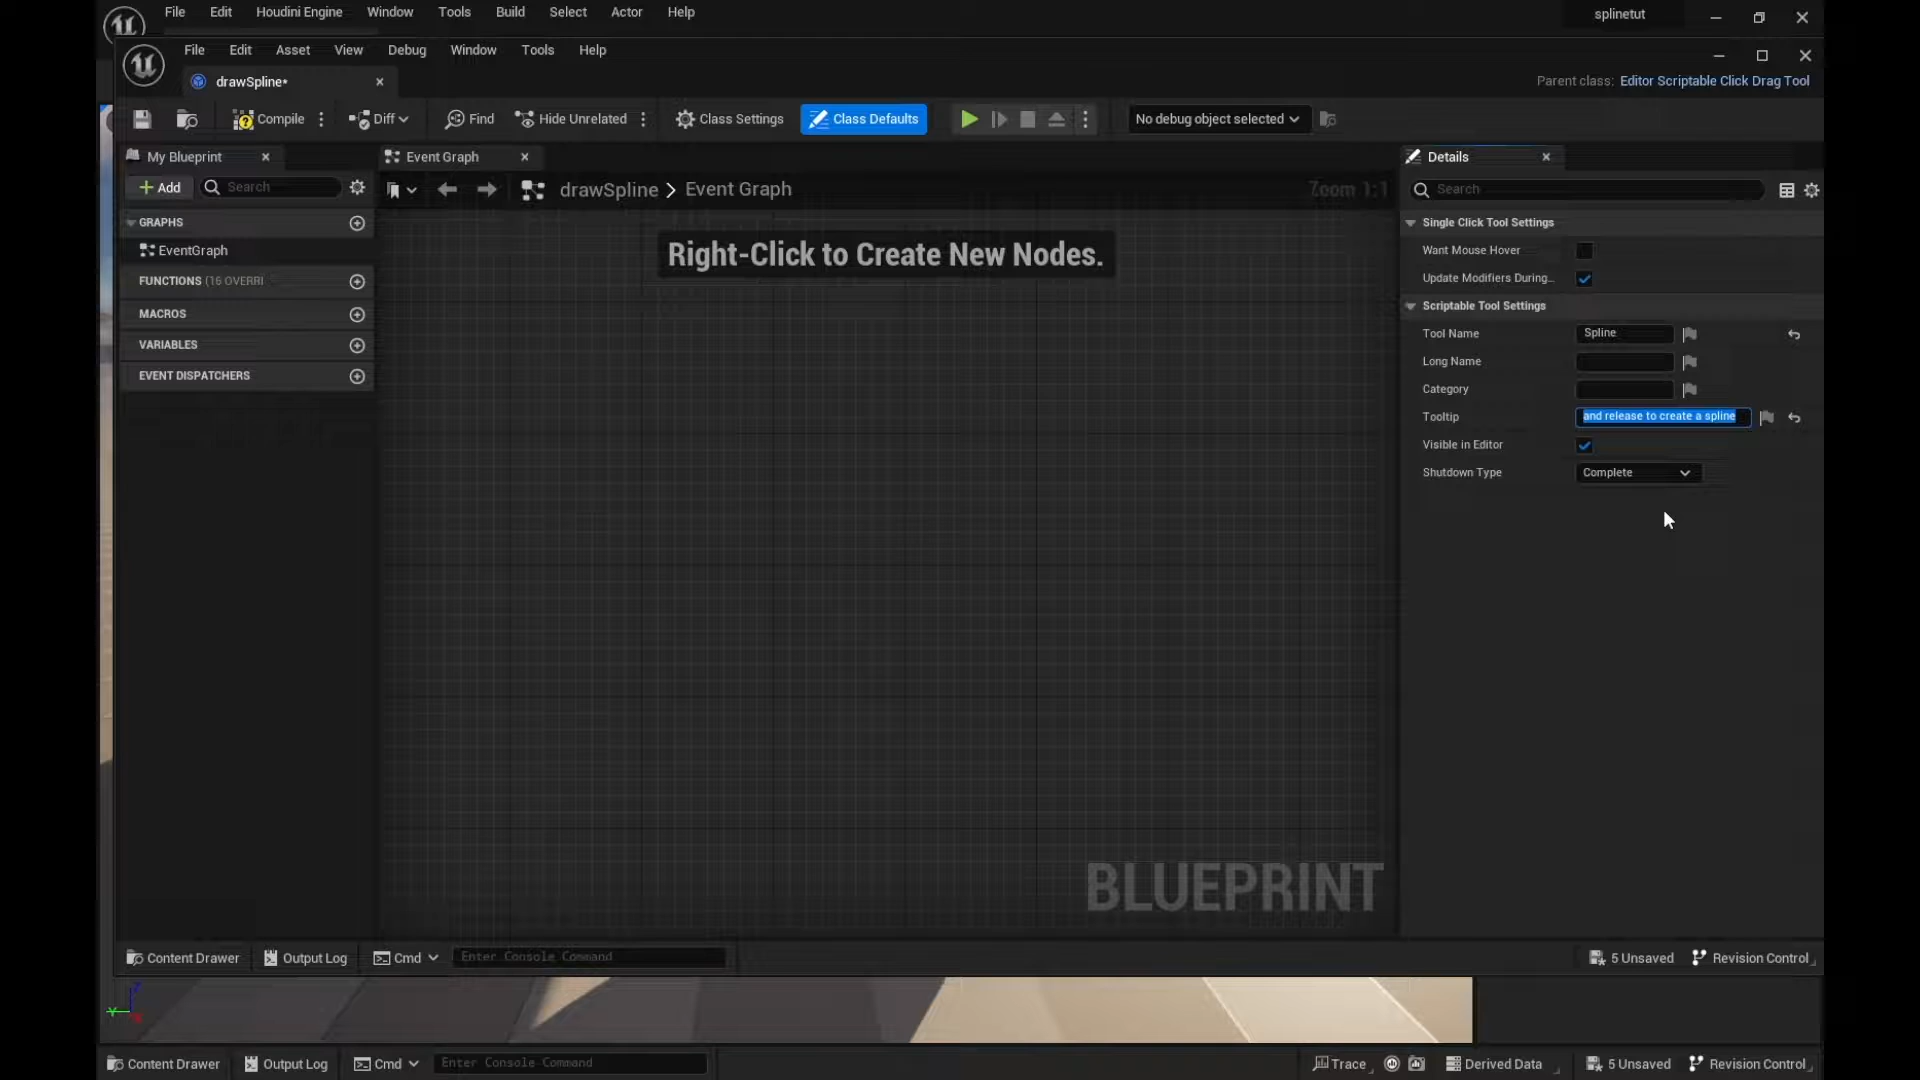 File Edit Houdini Engine Window Tools Build Select Actor Help splinetut
File Edit Asset View Debug Window Tools Help
drawSpline*
Parent class: Editor Scriptable Click Drag Tool
Compile Diff Find Hide Unrelated Class Settings Class Defaults No debug object selected
My Blueprint Event Graph Details
Add Search drawSpline > Event Graph Zoom 1:1 Search
GRAPHS
EventGraph
FUNCTIONS (16 OVERRI
MACROS
VARIABLES
EVENT DISPATCHERS
Right-Click to Create New Nodes.
Single Click Tool Settings
Want Mouse Hover
Update Modifiers During...
Scriptable Tool Settings
Tool Name Spline
Long Name
Category
Tooltip and release to create a spline
Visible in Editor
Shutdown Type Complete
BLUEPRINT
Content Drawer Output Log Cmd Enter Console Command 5 Unsaved Revision Control
Content Drawer Output Log Cmd Enter Console Command Trace Derived Data 5 Unsaved Revision Control